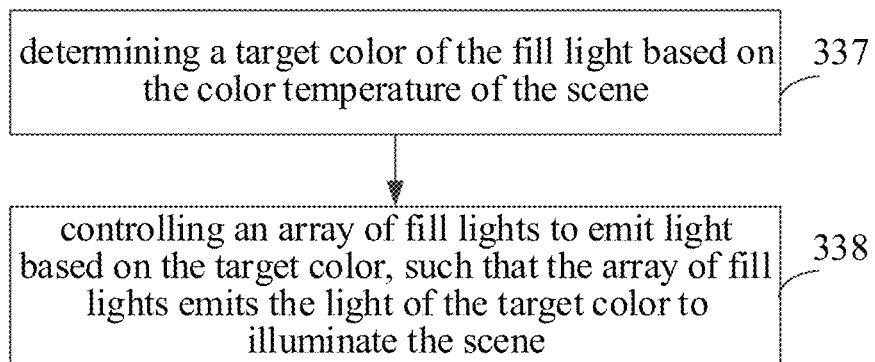 determining a target color of the fill light based on
the color temperature of the scene
337
controlling an array of fill lights to emit light
based on the target color, such that the array of fill
lights emits the light of the target color to
illuminate the scene
338